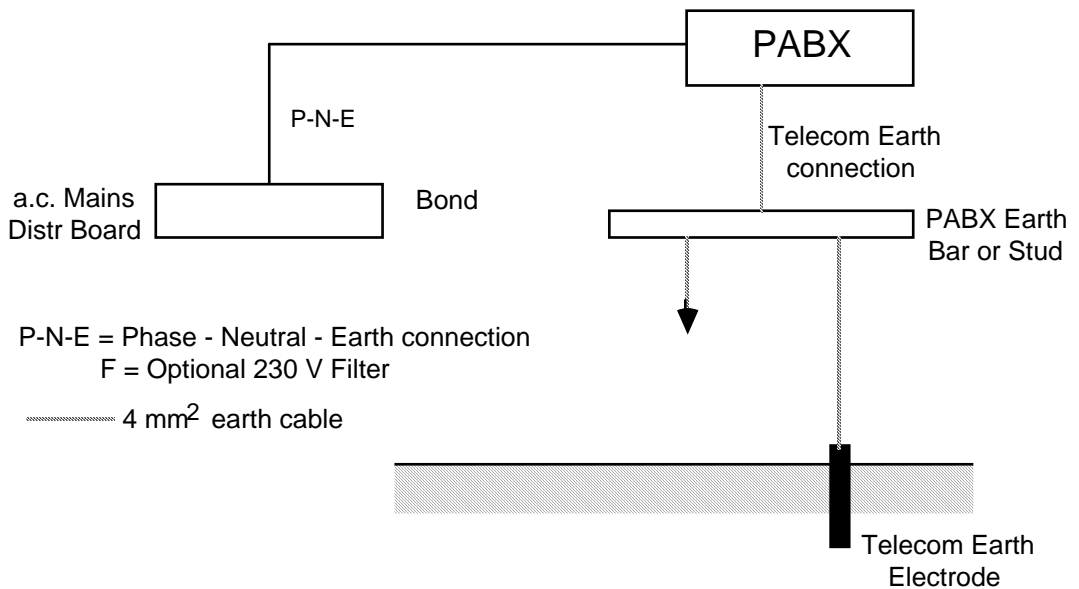 PABX
P-N-E
Telecom Earth
connection
a.c. Mains
Distr Board
Bond
PABX Earth
Bar or Stud
P-N-E = Phase - Neutral - Earth connection
F = Optional 230 V Filter
4 mm² earth cable
Telecom Earth
Electrode